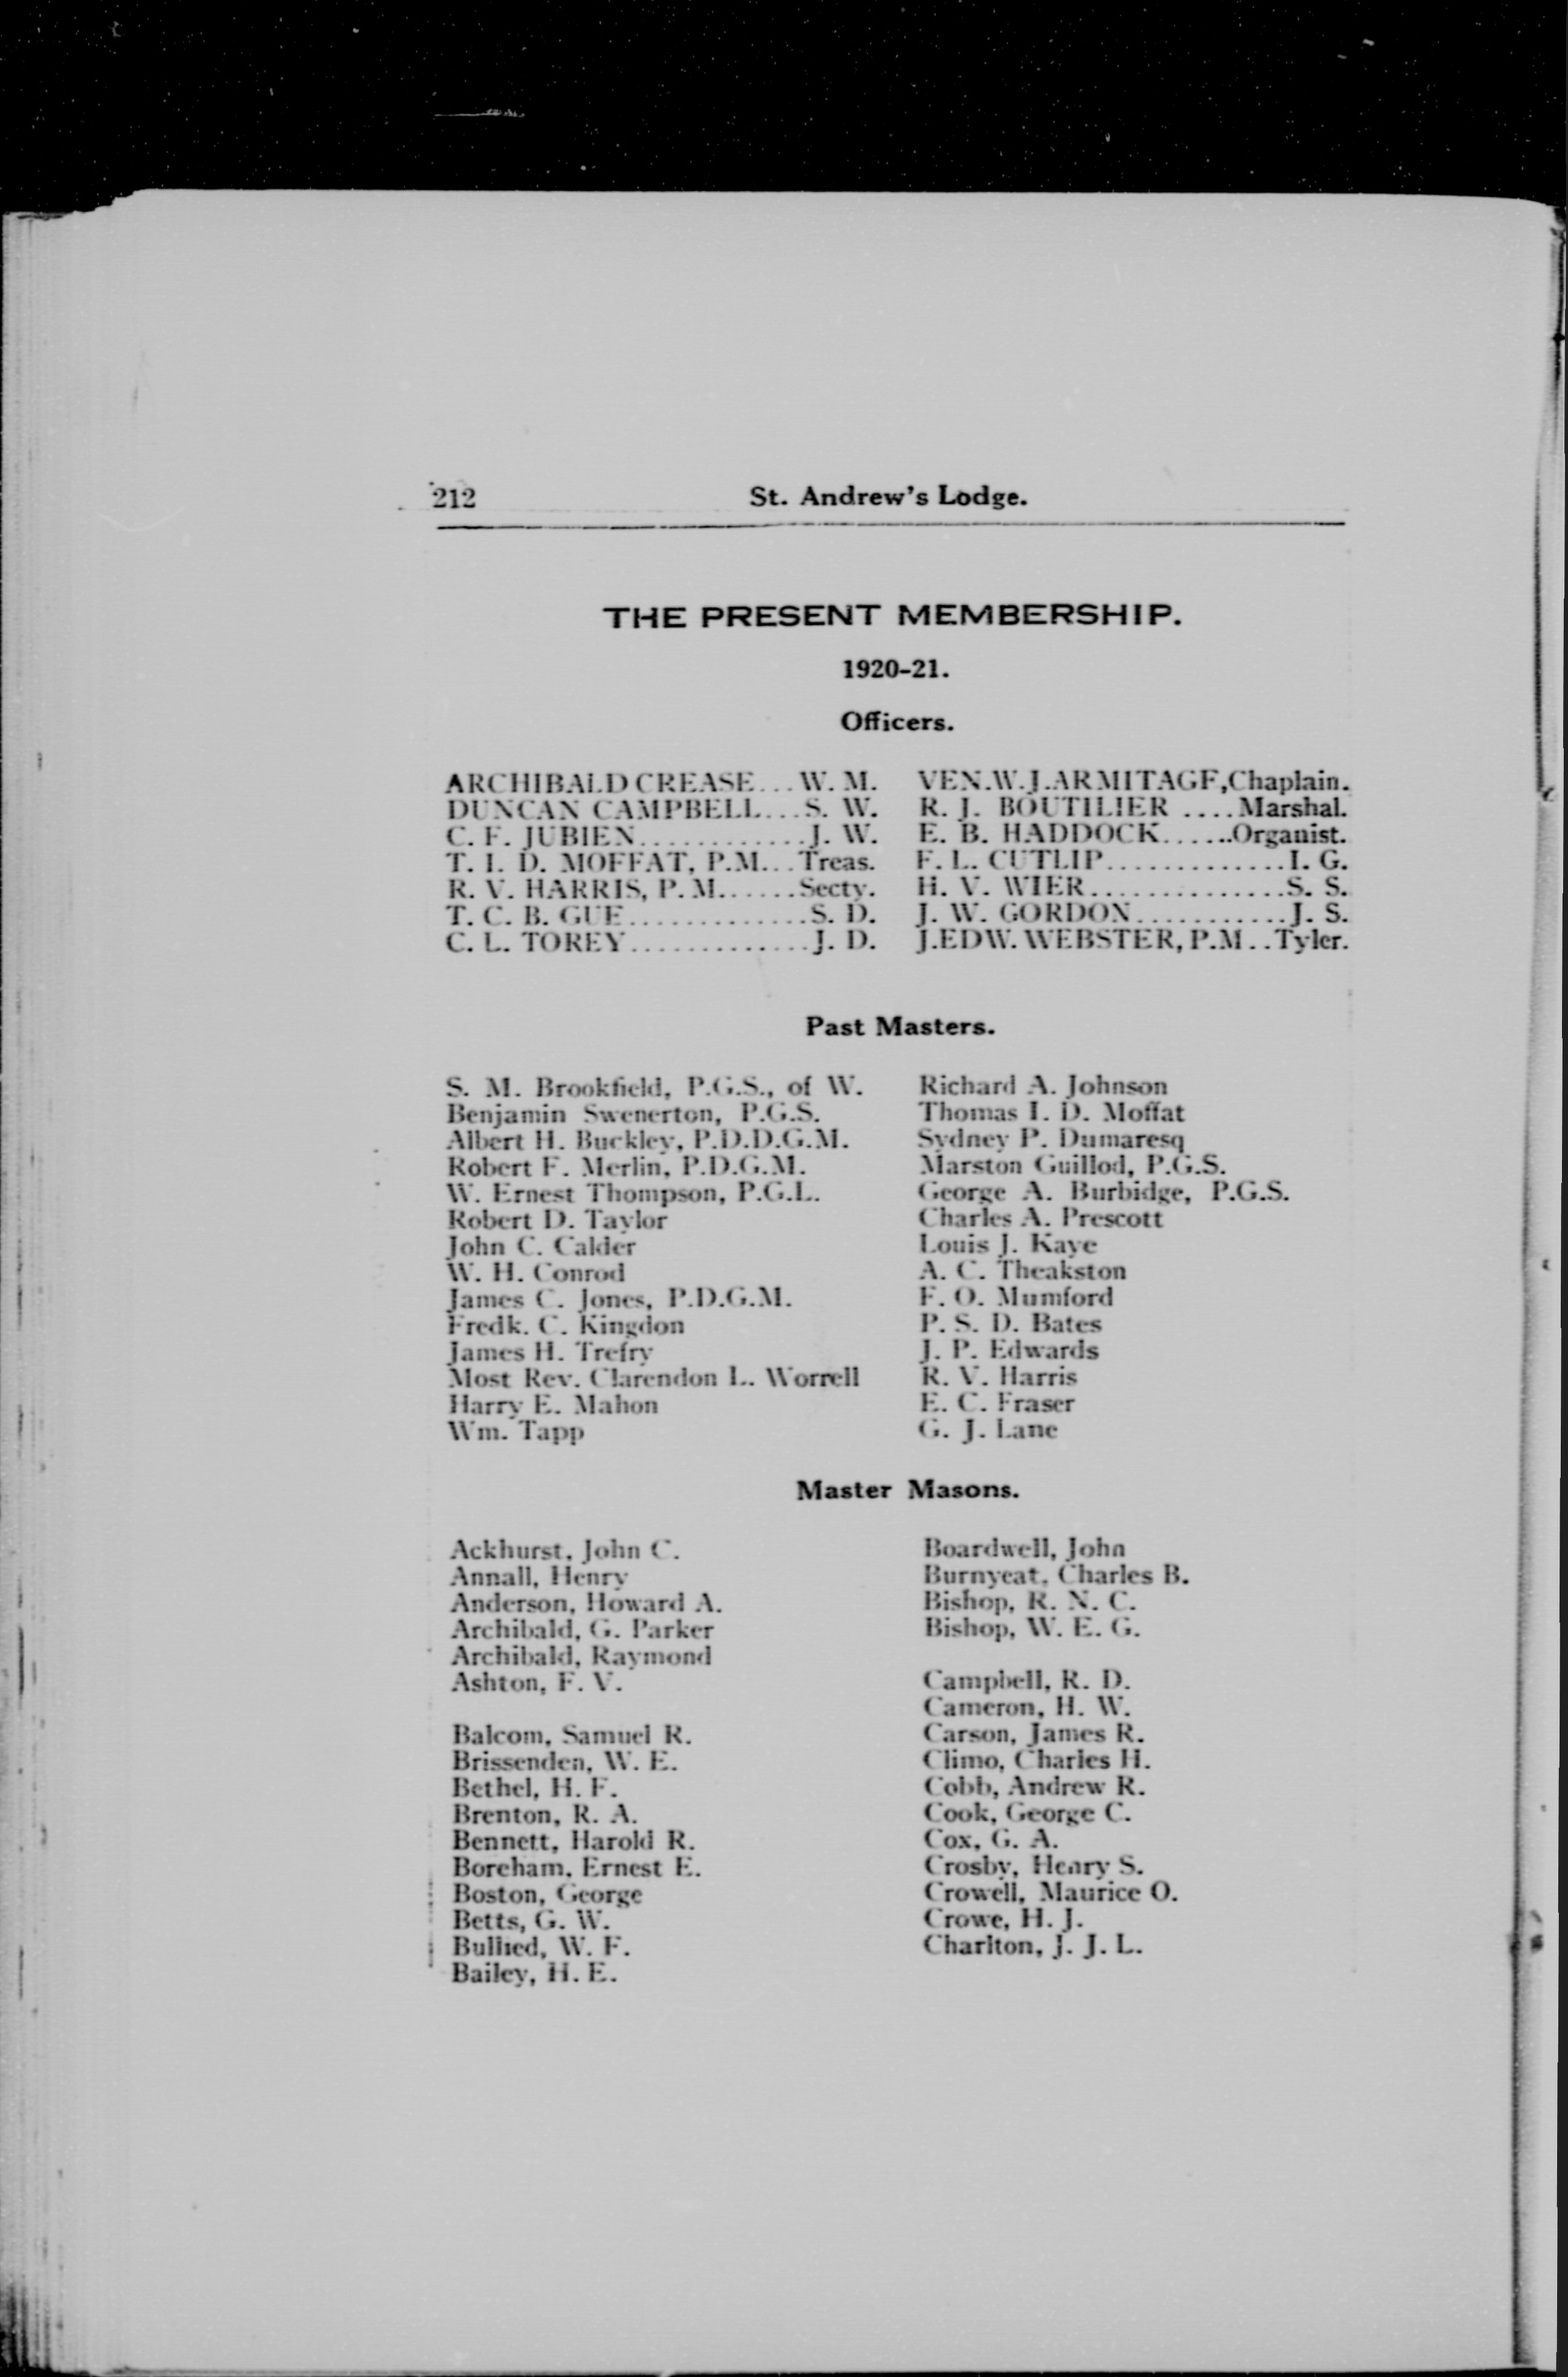 212 St. Andrew's Lodge.
THE PRESENT MEMBERSHIP.
1920-21.
Officers.
ARCHIBALD CREASE...W. M.
DUNCAN CAMPBELL...S. W.
C. F. JUBIEN............J. W.
T. I. D. MOFFAT, P.M...Treas.
R. V. HARRIS, P. M......Secty.
T. C. B. GUE.............S. D.
C. L. TOREY.............J. D.
VEN.W.J.ARMITAGE,Chaplain.
R. J. BOUTILIER ....Marshal.
E. B. HADDOCK......Organist.
F. L. CUTLIP.............I. G.
H. V. WIER..............S. S.
J. W. GORDON...........J. S.
J.EDW. WEBSTER, P.M..Tyler.
Past Masters.
S. M. Brookfield, P.G.S., of W.
Benjamin Swenerton, P.G.S.
Albert H. Buckley, P.D.D.G.M.
Robert F. Merlin, P.D.G.M.
W. Ernest Thompson, P.G.L.
Robert D. Taylor
John C. Calder
W. H. Conrod
James C. Jones, P.D.G.M.
Fredk. C. Kingdon
James H. Trefry
Most Rev. Clarendon L. Worrell
Harry E. Mahon
Wm. Tapp
Richard A. Johnson
Thomas I. D. Moffat
Sydney P. Dumaresq
Marston Guillod, P.G.S.
George A. Burbidge, P.G.S.
Charles A. Prescott
Louis J. Kaye
A. C. Theakston
F. O. Mumford
P. S. D. Bates
J. P. Edwards
R. V. Harris
E. C. Fraser
G. J. Lane
Master Masons.
Ackhurst, John C.
Annall, Henry
Anderson, Howard A.
Archibald, G. Parker
Archibald, Raymond
Ashton, F. V.
Balcom, Samuel R.
Brissenden, W. E.
Bethel, H. F.
Brenton, R. A.
Bennett, Harold R.
Boreham, Ernest E.
Boston, George
Betts, G. W.
Bullied, W. F.
Bailey, H. E.
Boardwell, John
Burnyeat, Charles B.
Bishop, R. N. C.
Bishop, W. E. G.
Campbell, R. D.
Cameron, H. W.
Carson, James R.
Climo, Charles H.
Cobb, Andrew R.
Cook, George C.
Cox, G. A.
Crosby, Henry S.
Crowell, Maurice O.
Crowe, H. J.
Charlton, J. J. L.